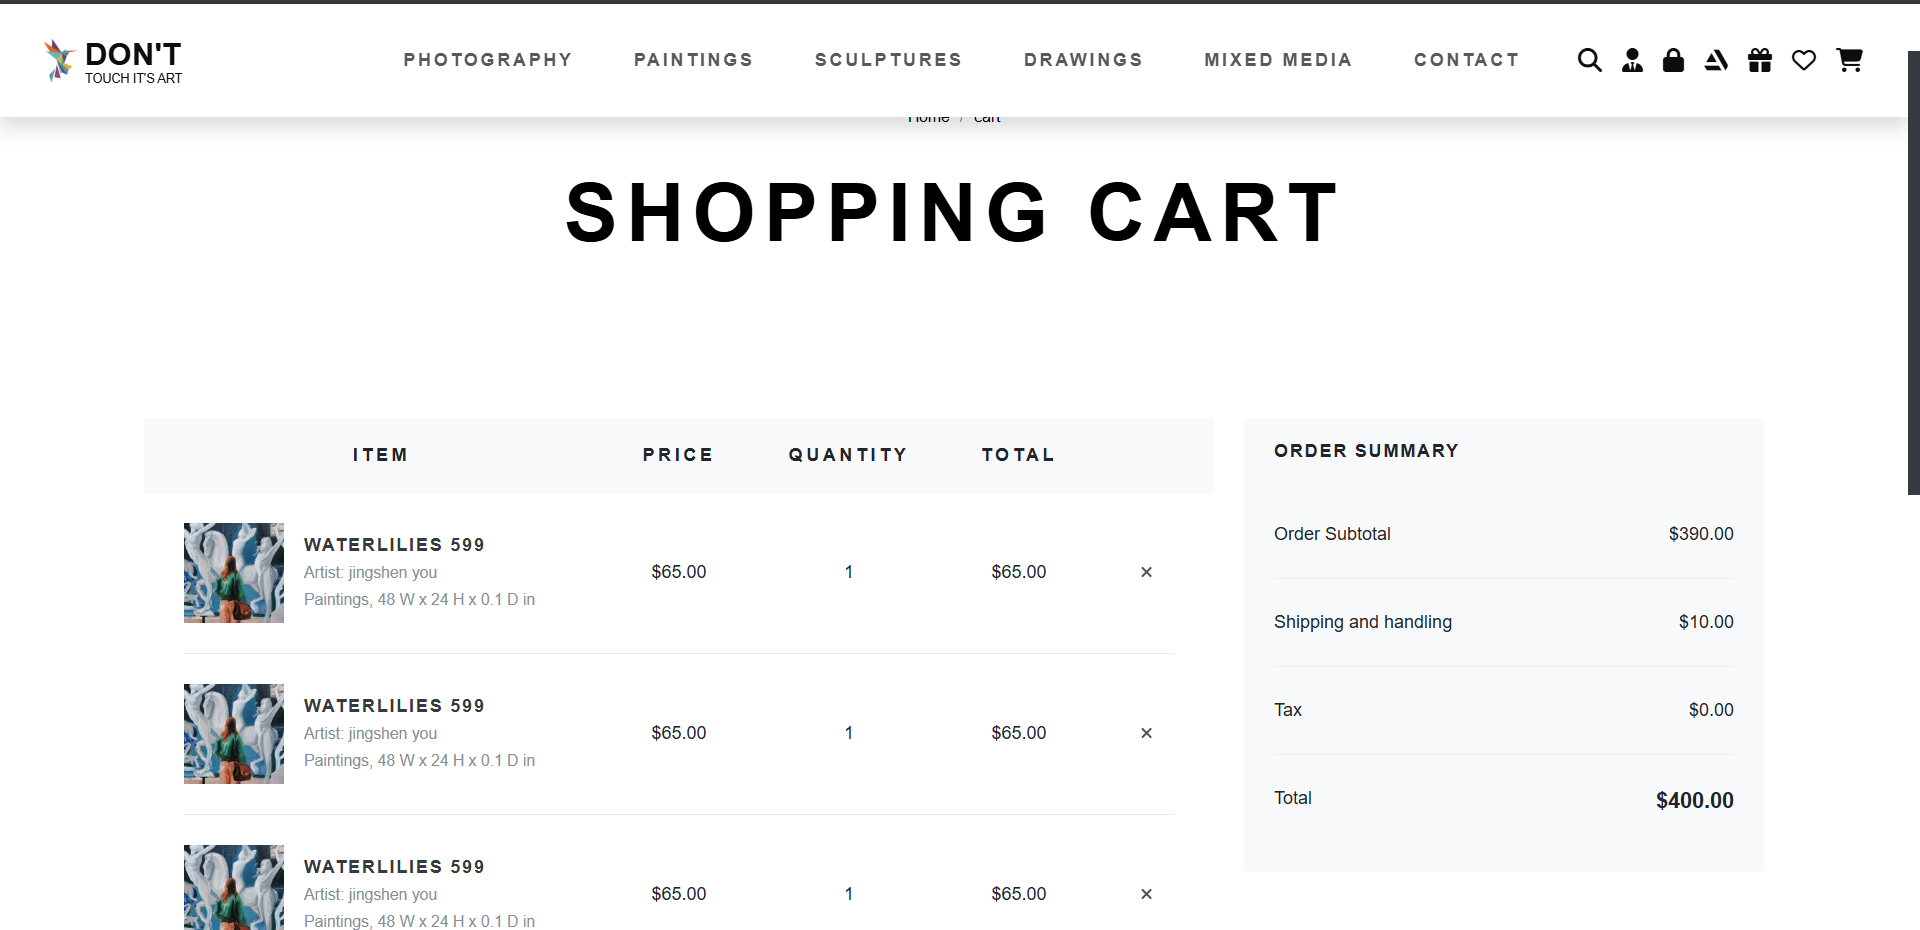 DON'T
TOUCH IT'S ART
PHOTOGRAPHY PAINTINGS SCULPTURES DRAWINGS MIXED MEDIA CONTACT
Home / cart
SHOPPING CART
ITEM PRICE QUANTITY TOTAL
WATERLILIES 599
Artist: jingshen you
Paintings, 48 W x 24 H x 0.1 D in
$65.00 1 $65.00 ×
WATERLILIES 599
Artist: jingshen you
Paintings, 48 W x 24 H x 0.1 D in
$65.00 1 $65.00 ×
WATERLILIES 599
Artist: jingshen you
Paintings, 48 W x 24 H x 0.1 D in
$65.00 1 $65.00 ×
ORDER SUMMARY
Order Subtotal $390.00
Shipping and handling $10.00
Tax $0.00
Total $400.00